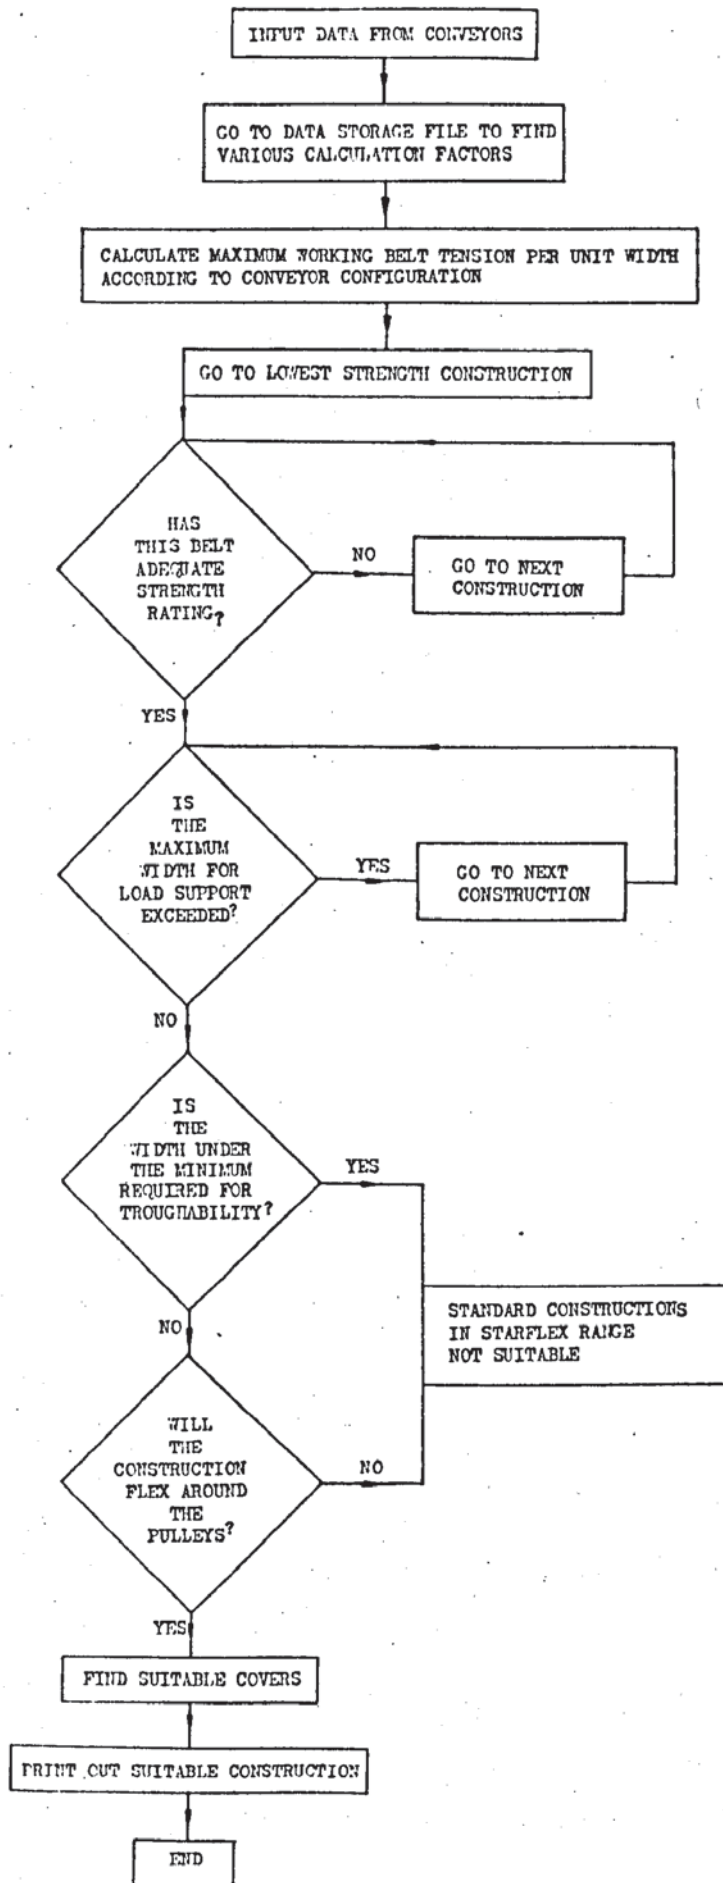 INPUT DATA FROM CONVEYORS
GO TO DATA STORAGE FILE TO FIND
VARIOUS CALCULATION FACTORS
CALCULATE MAXIMUM WORKING BELT TENSION PER UNIT WIDTH
ACCORDING TO CONVEYOR CONFIGURATION
GO TO LOWEST STRENGTH CONSTRUCTION
HAS
THIS BELT
ADEQUATE
STRENGTH
RATING?
NO
GO TO NEXT
CONSTRUCTION
YES
IS
THE
MAXIMUM
WIDTH FOR
LOAD SUPPORT
EXCEEDED?
YES
GO TO NEXT
CONSTRUCTION
NO
IS
THE
WIDTH UNDER
THE MINIMUM
REQUIRED FOR
TROUGHABILITY?
YES
STANDARD CONSTRUCTIONS
IN STARFLEX RANGE
NOT SUITABLE
NO
WILL
THE
CONSTRUCTION
FLEX AROUND
THE
PULLEYS?
NO
YES
FIND SUITABLE COVERS
PRINT OUT SUITABLE CONSTRUCTION
END